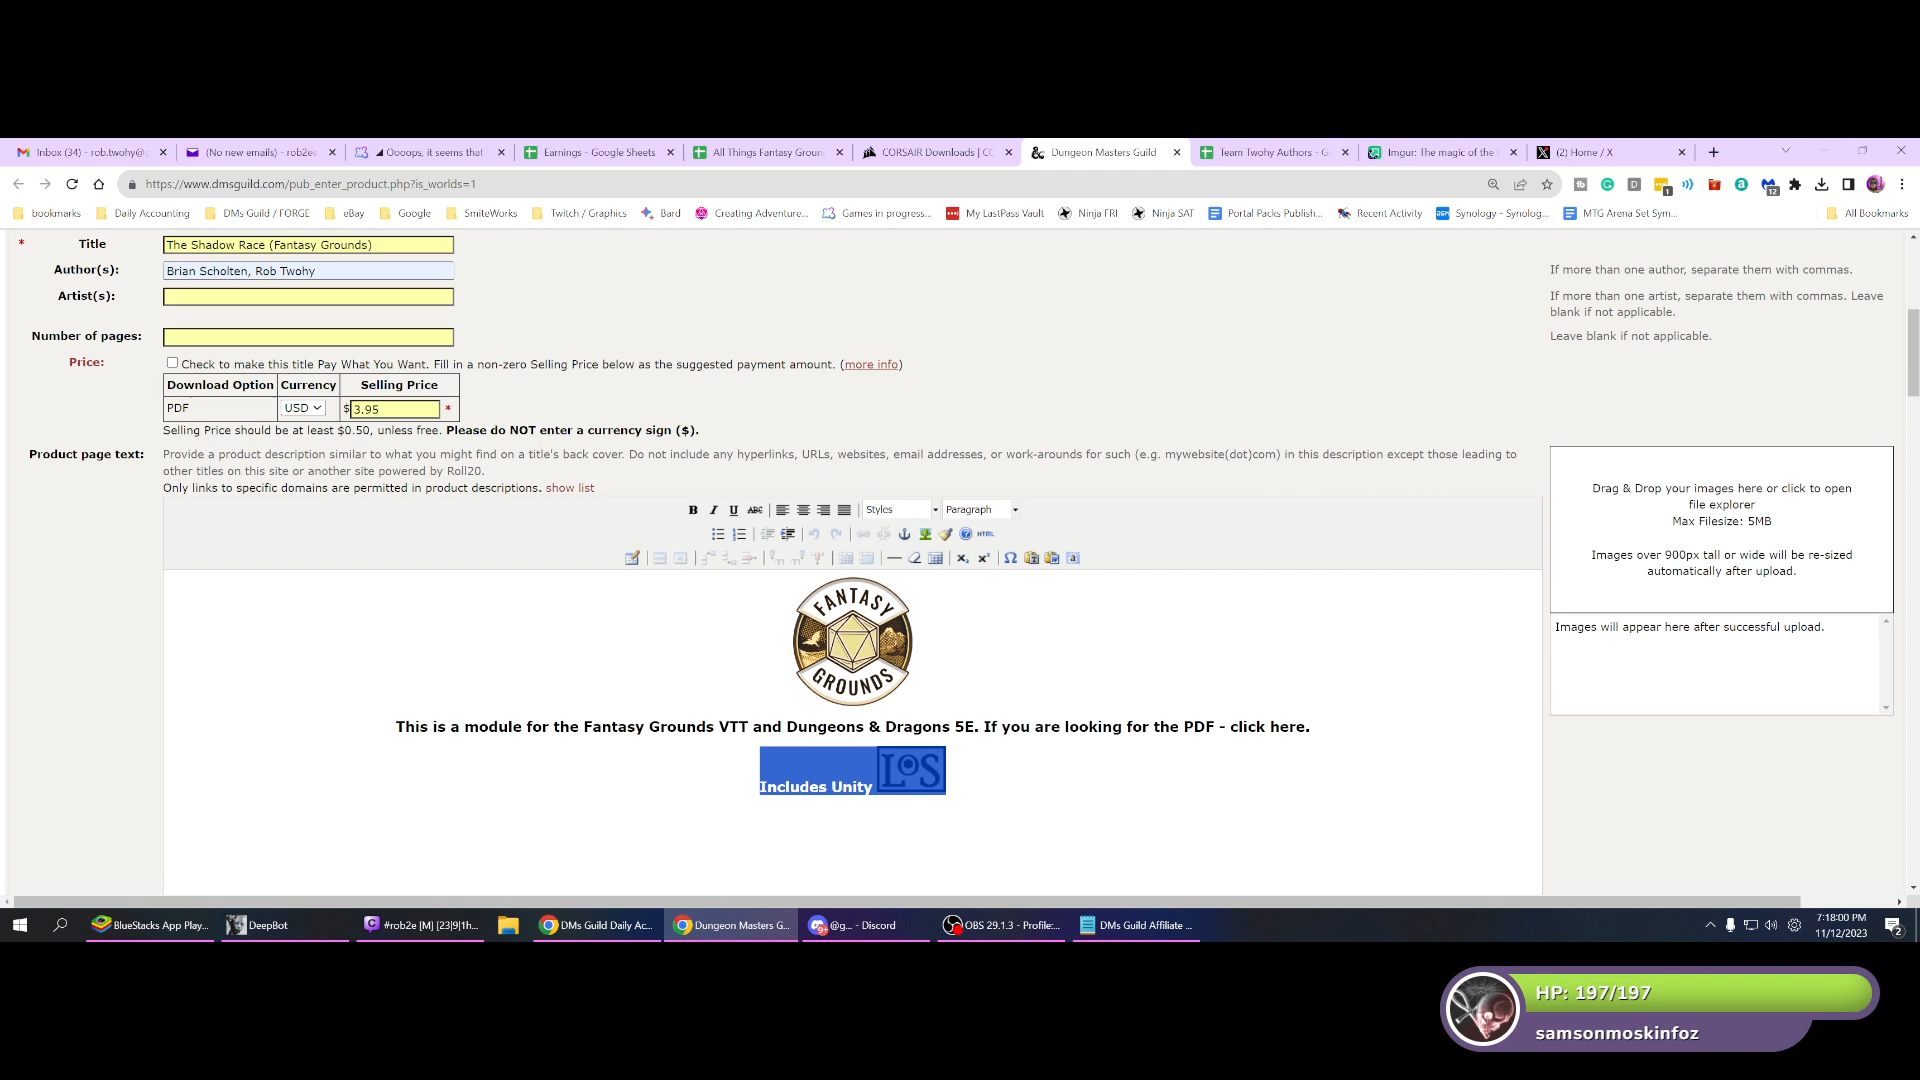 Inbox (34) - rob.twohy@g
(No new emails) - rob2ee
Oooops, it seems that
Earnings - Google Sheets
All Things Fantasy Groun
CORSAIR Downloads | CC
Dungeon Masters Guild
Team Twohy Authors - G
Imgur: The magic of the I
(2) Home / X
https://www.dmsguild.com/pub_enter_product.php?is_worlds=1
bookmarks
Daily Accounting
DMs Guild / FORGE
eBay
Google
SmiteWorks
Twitch / Graphics
Bard
Creating Adventure...
Games in progress...
My LastPass Vault
Ninja FRI
Ninja SAT
Portal Packs Publish...
Recent Activity
Synology - Synolog...
MTG Arena Set Sym...
All Bookmarks
* Title
The Shadow Race (Fantasy Grounds)
Author(s):
Brian Scholten, Rob Twohy
If more than one author, separate them with commas.
Artist(s):
If more than one artist, separate them with commas. Leave
blank if not applicable.
Number of pages:
Leave blank if not applicable.
Price:
Check to make this title Pay What You Want. Fill in a non-zero Selling Price below as the suggested payment amount. (more info)
Download Option Currency Selling Price
PDF USD $ 3.95 *
Selling Price should be at least $0.50, unless free. Please do NOT enter a currency sign ($).
Product page text:
Provide a product description similar to what you might find on a title's back cover. Do not include any hyperlinks, URLs, websites, email addresses, or work-arounds for such (e.g. mywebsite(dot)com) in this description except those leading to
other titles on this site or another site powered by Roll20.
Only links to specific domains are permitted in product descriptions. show list
B I U ABC Styles Paragraph
HTML
Drag & Drop your images here or click to open
file explorer
Max Filesize: 5MB
Images over 900px tall or wide will be re-sized
automatically after upload.
Images will appear here after successful upload.
FANTASY
GROUNDS
This is a module for the Fantasy Grounds VTT and Dungeons & Dragons 5E. If you are looking for the PDF - click here.
Includes Unity LoS
BlueStacks App Play...
DeepBot
#rob2e [M] [23|9|1h...
DMs Guild Daily Ac...
Dungeon Masters G...
@g... - Discord
OBS 29.1.3 - Profile:...
DMs Guild Affiliate ...
7:18:00 PM
11/12/2023
2
HP: 197/197
samsonmoskinfoz